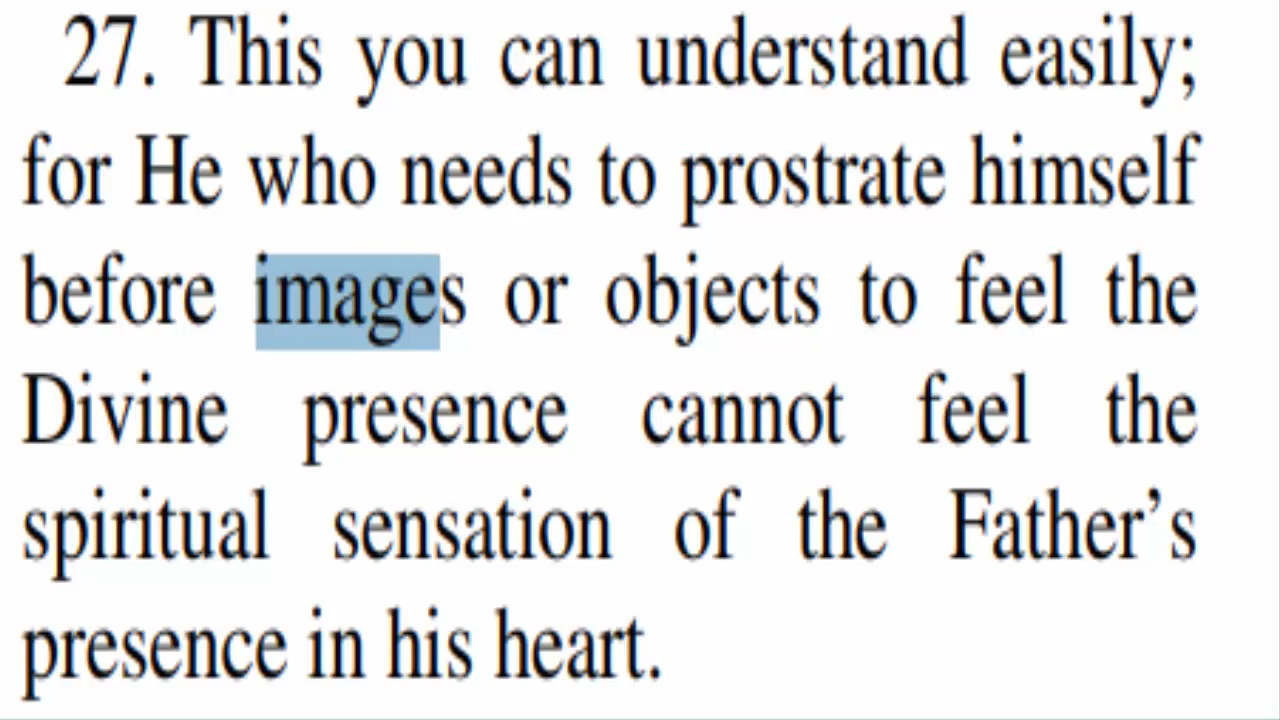 27. This you can understand easily;
for He who needs to prostrate himself
before images or objects to feel the
Divine presence cannot feel the
spiritual sensation of the Father’s
presence in his heart.